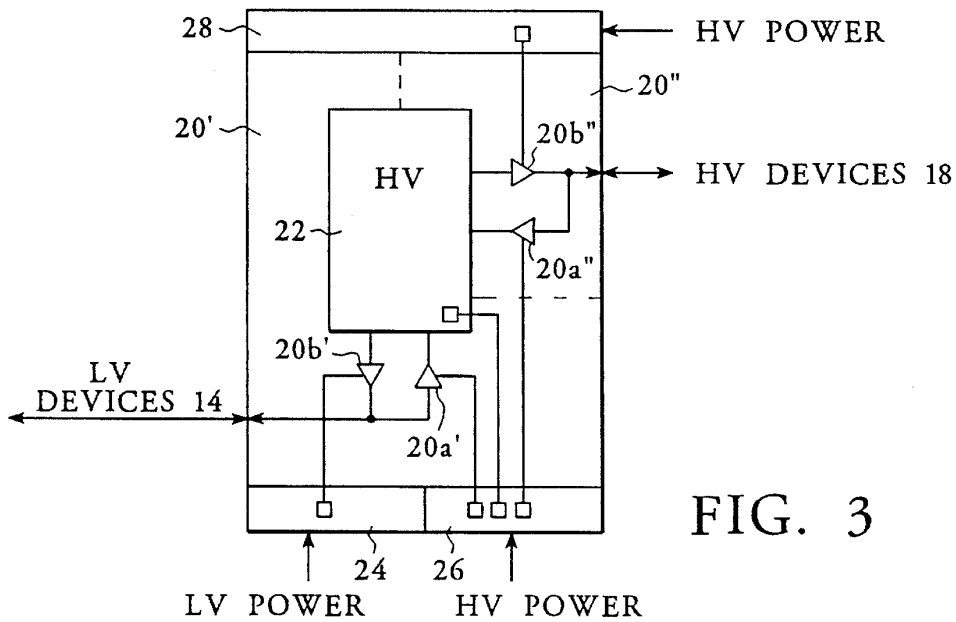 28
HV POWER
20"
20'
20b"
HV
HV DEVICES 18
22
20a"
20b'
LV
DEVICES 14
20a'
FIG. 3
24
26
LV POWER
HV POWER